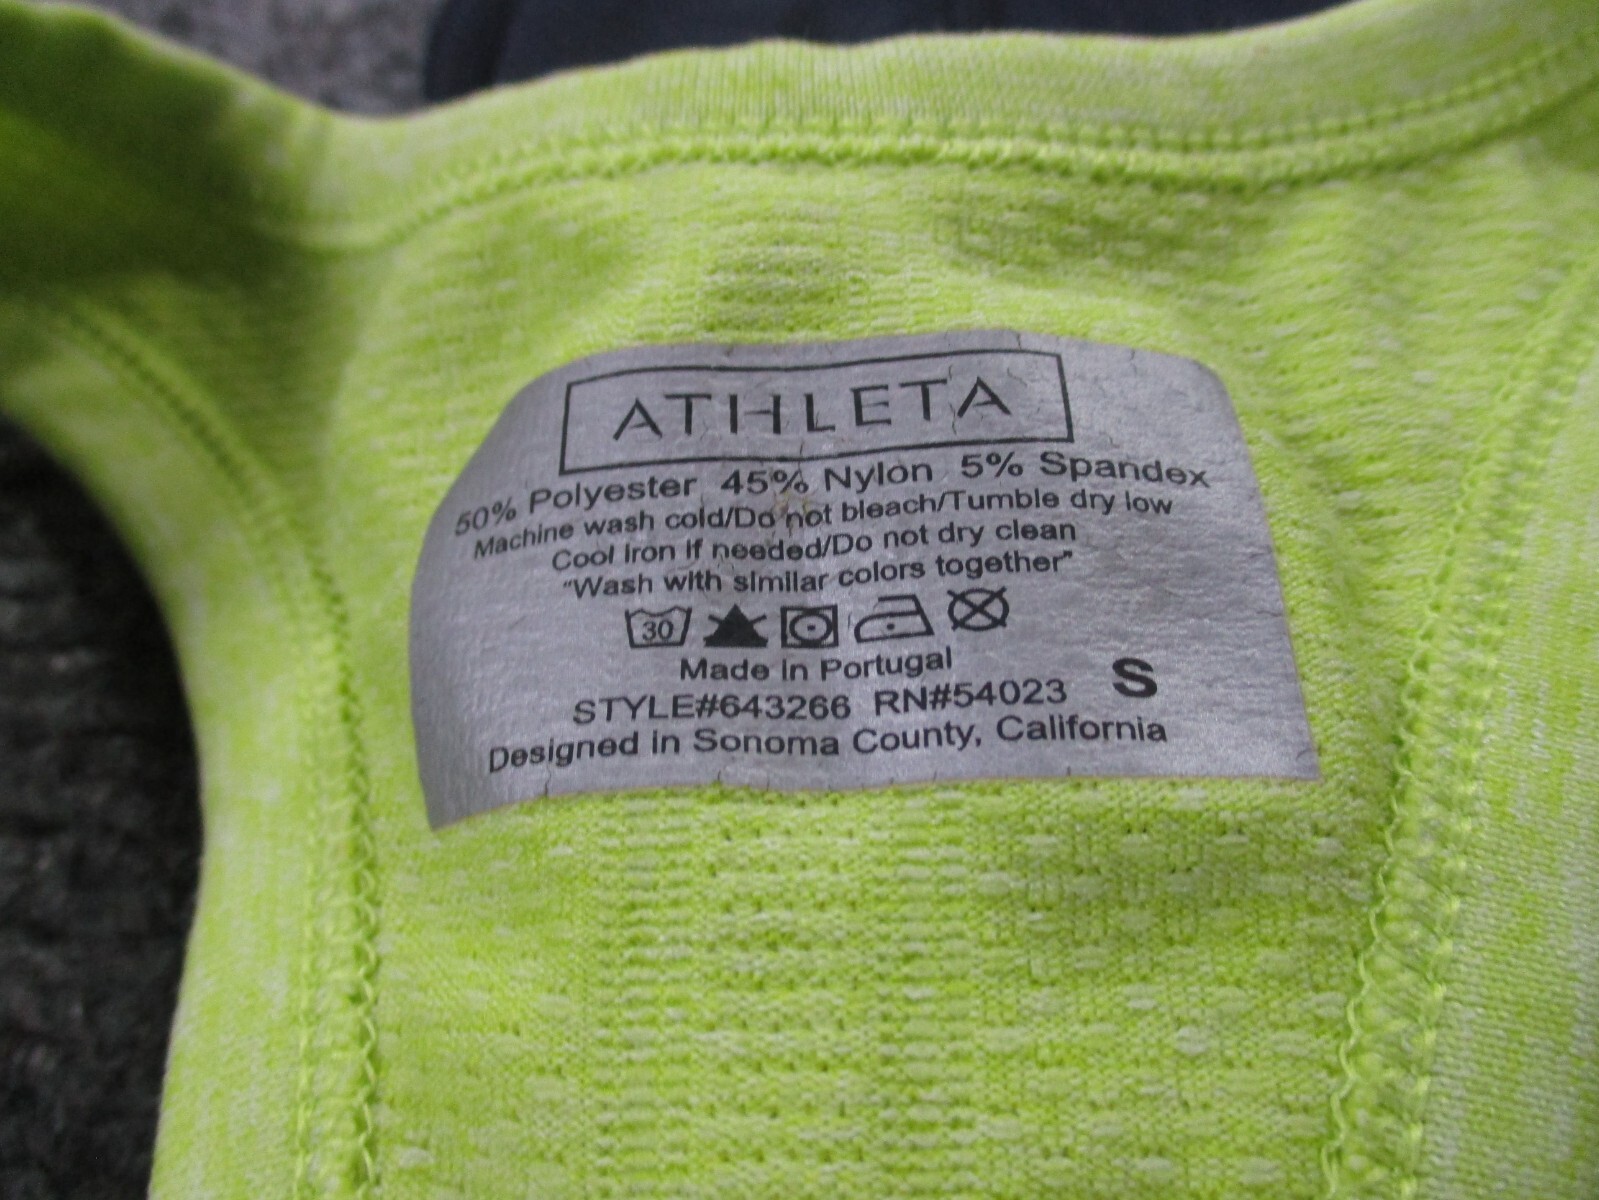 ATHLETA
50% Polyester 45% Nylon 5% Spandex
Machine wash cold/Do not bleach/Tumble dry low
Cool iron if needed/Do not dry clean
"Wash with similar colors together"
30
Made in Portugal
STYLE#643266 RN#54023 S
Designed in Sonoma County, California